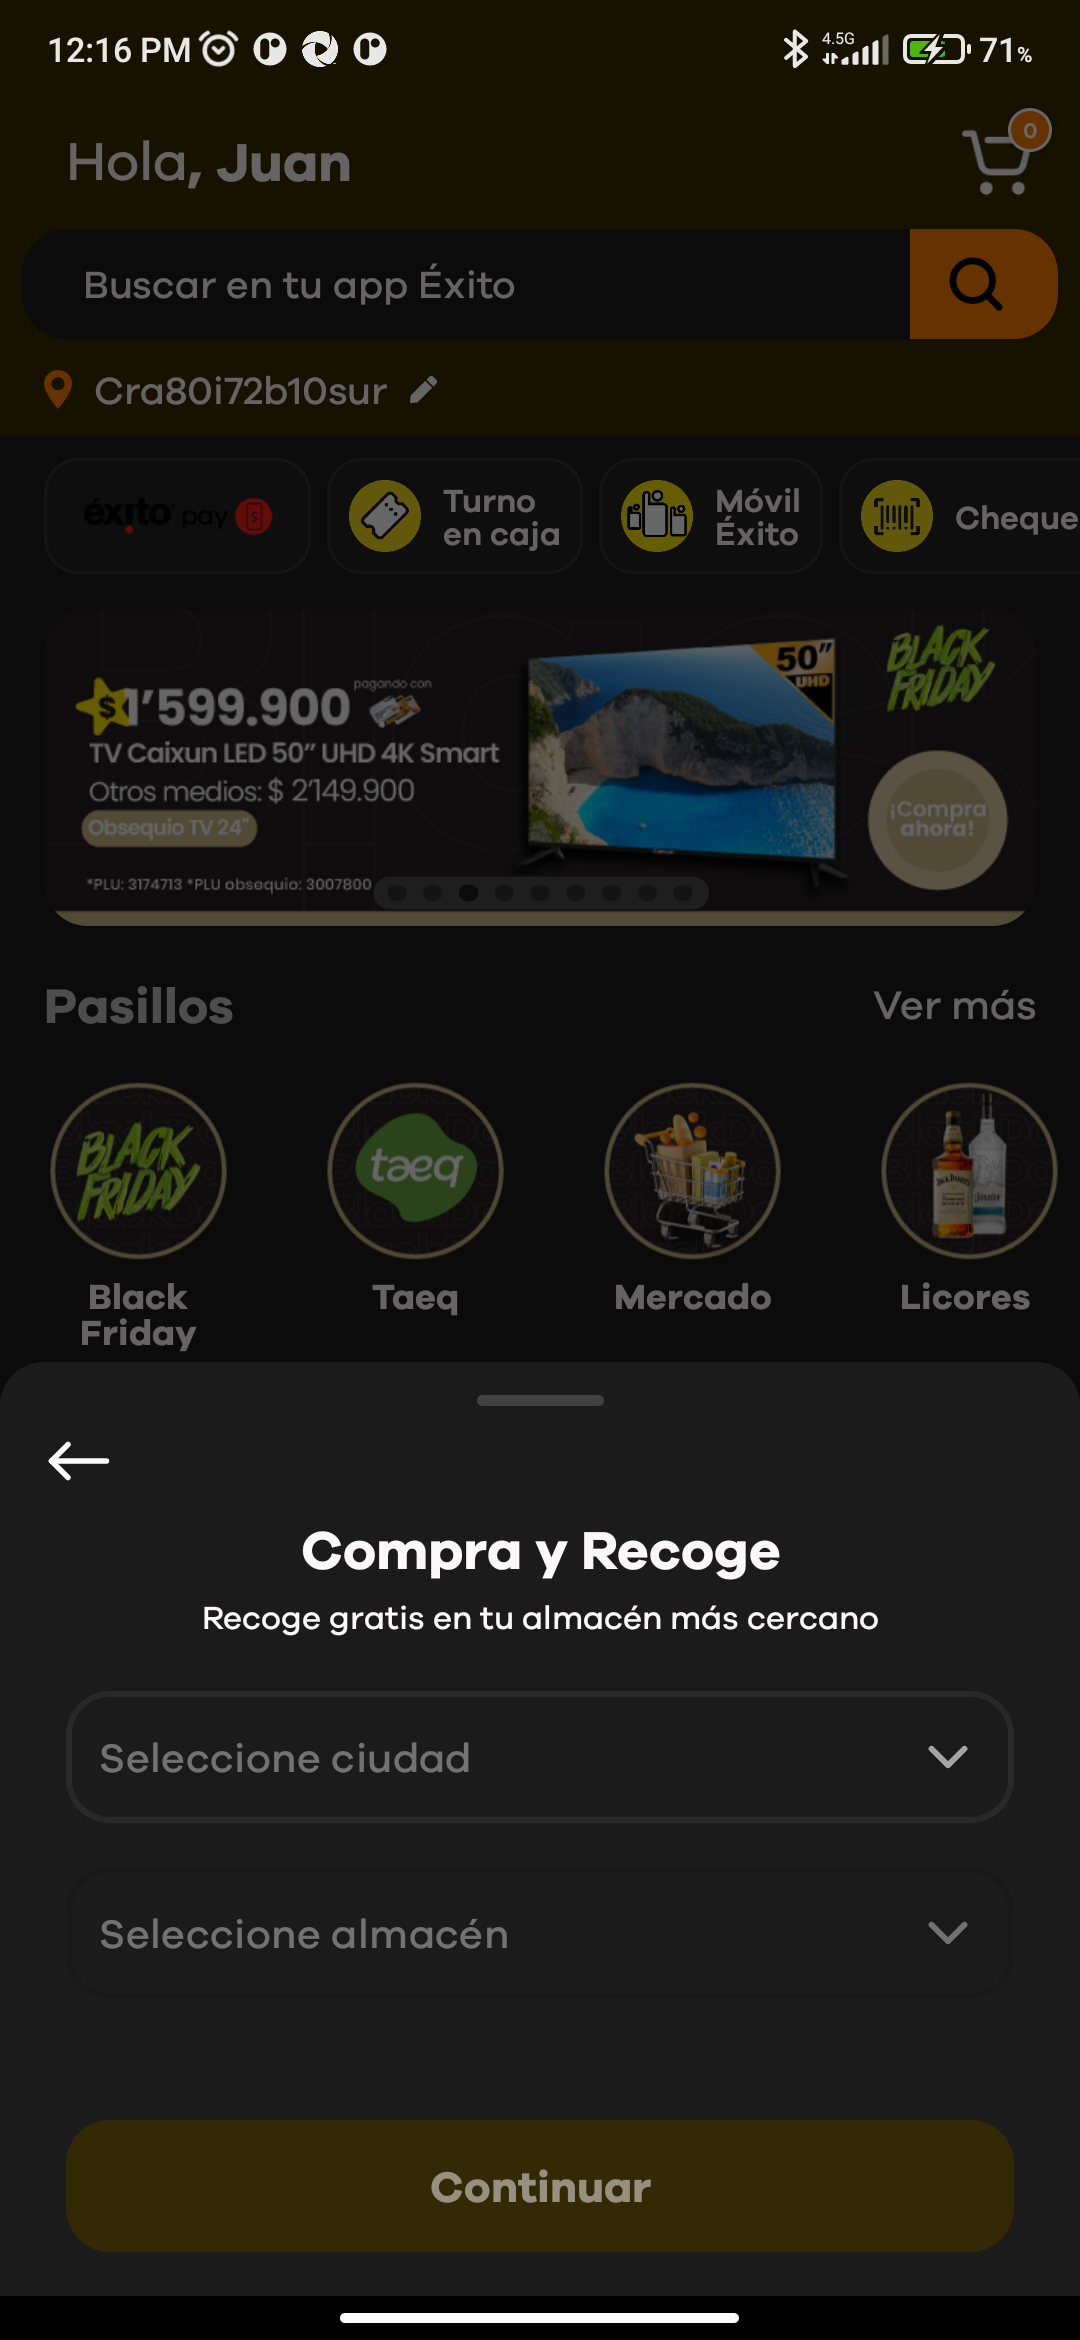 12:16 PM
4.5G
71%
Hola, Juan
0
Buscar en tu app Éxito
Cra80i72b10sur
éxito pay $
Turno
en caja
Móvil
Éxito
Cheque
$1'599.900
pagando con
TV Caixun LED 50" UHD 4K Smart
Otros medios: $ 2'149.900
Obsequio TV 24"
*PLU: 3174713 *PLU obsequio: 3007800
50"
UHD
BLACK
FRIDAY
¡Compra
ahora!
Pasillos
Ver más
BLACK
FRIDAY
taeq
JACK DANIEL'S
Black
Friday
Taeq
Mercado
Licores
Compra y Recoge
Recoge gratis en tu almacén más cercano
Seleccione ciudad
Seleccione almacén
Continuar